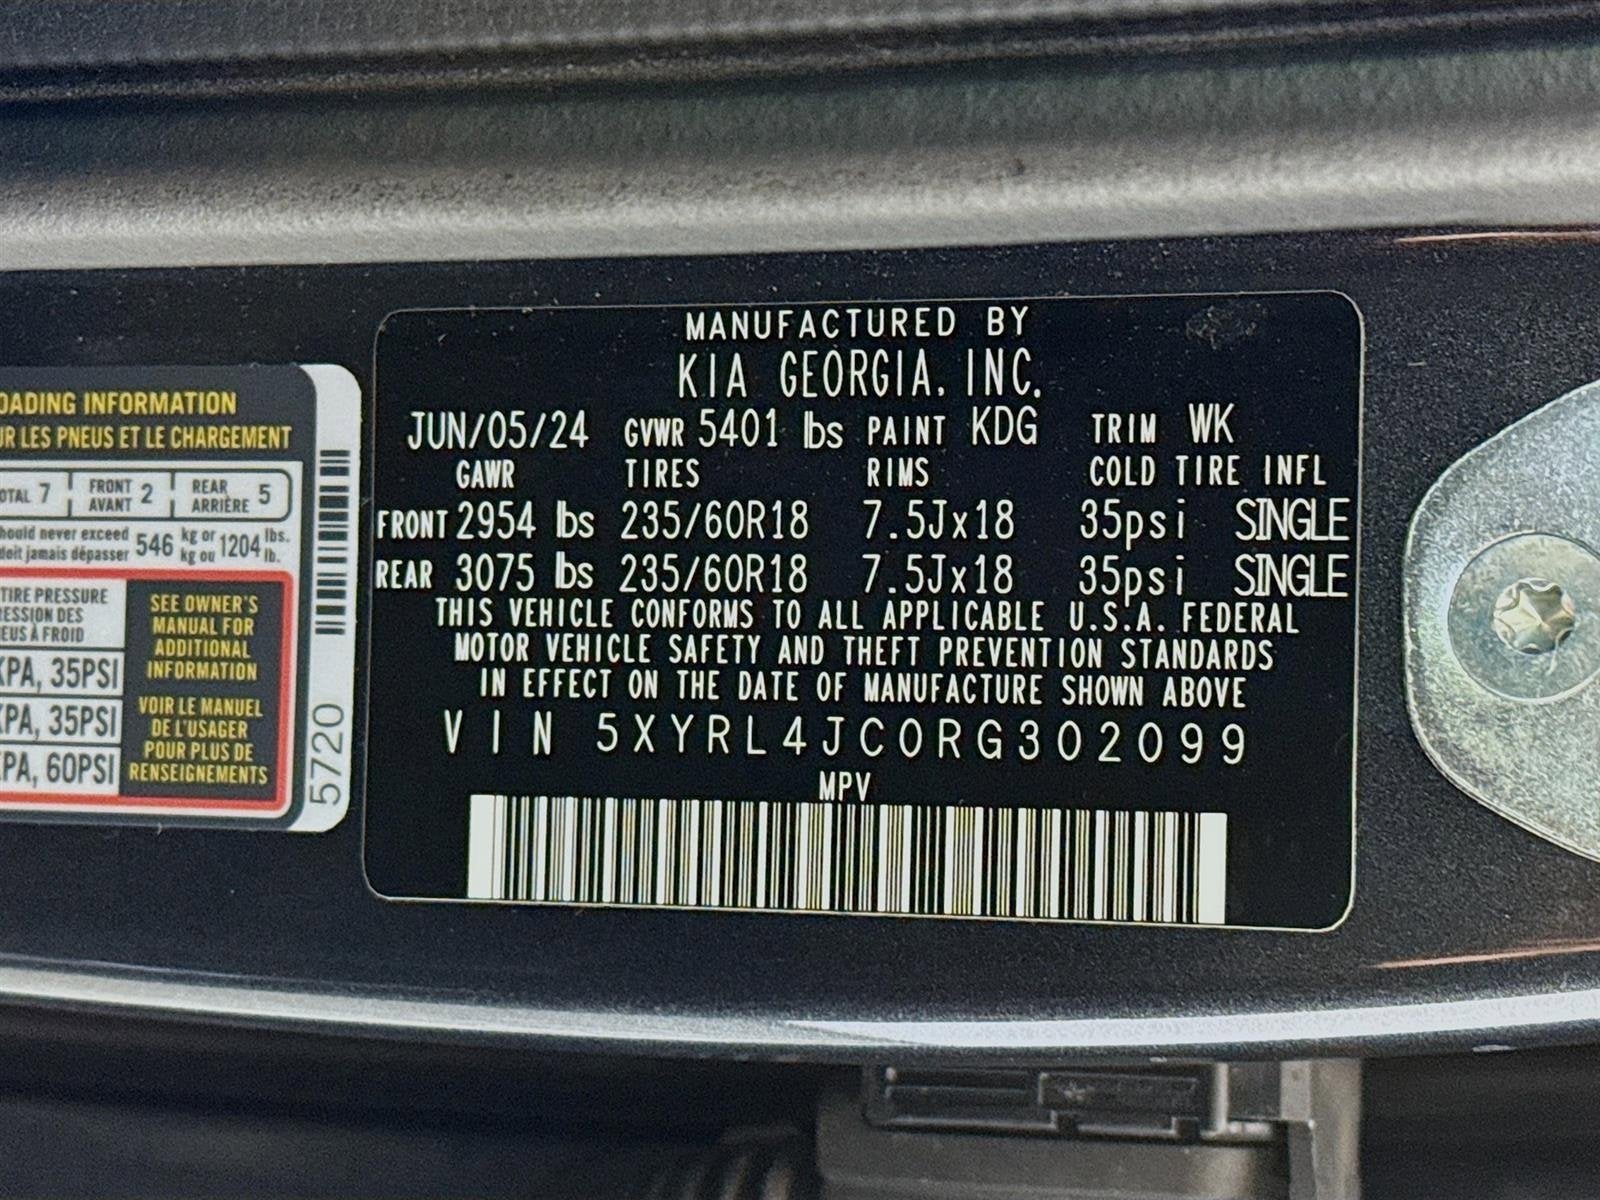 OADING INFORMATION
UR LES PNEUS ET LE CHARGEMENT
OTAL 7 FRONT AVANT 2 REAR ARRIÈRE 5
hould never exceed 546 kg or 1204 lbs.
doit jamais dépasser kg ou lb.
TIRE PRESSURE
RESSION DES
NEUS À FROID
KPA, 35PSI
KPA, 35PSI
KPA, 60PSI
SEE OWNER'S
MANUAL FOR
ADDITIONAL
INFORMATION
VOIR LE MANUEL
DE L'USAGER
POUR PLUS DE
RENSEIGNEMENTS
5720
MANUFACTURED BY
KIA GEORGIA, INC.
JUN/05/24 GVWR 5401 lbs PAINT KDG TRIM WK
GAWR TIRES RIMS COLD TIRE INFL
FRONT 2954 lbs 235/60R18 7.5Jx18 35psi SINGLE
REAR 3075 lbs 235/60R18 7.5Jx18 35psi SINGLE
THIS VEHICLE CONFORMS TO ALL APPLICABLE U.S.A. FEDERAL
MOTOR VEHICLE SAFETY AND THEFT PREVENTION STANDARDS
IN EFFECT ON THE DATE OF MANUFACTURE SHOWN ABOVE
VIN 5XYRL4JC0RG302099
MPV